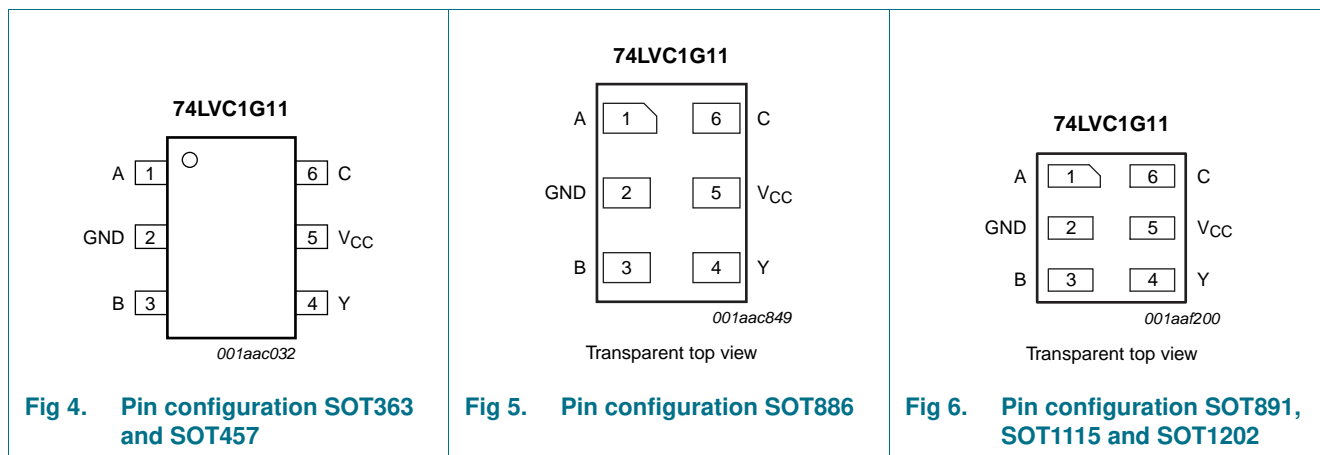 74LVC1G11
A 1 6 C
GND 2 5 VCC
B 3 4 Y
001aac032
Fig 4. Pin configuration SOT363
and SOT457
74LVC1G11
A 1 6 C
GND 2 5 VCC
B 3 4 Y
001aac849
Transparent top view
Fig 5. Pin configuration SOT886
74LVC1G11
A 1 6 C
GND 2 5 VCC
B 3 4 Y
001aaf200
Transparent top view
Fig 6. Pin configuration SOT891,
SOT1115 and SOT1202